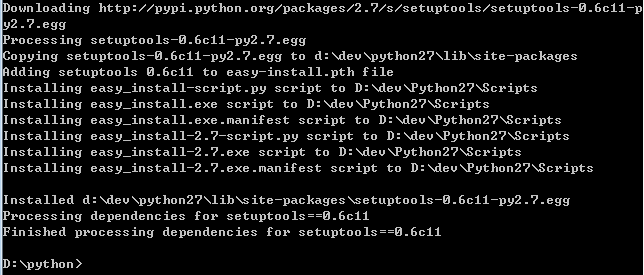 Downloading http://pypi.python.org/packages/2.7/s/setuptools/setuptools-0.6c11-p
y2.7.egg
Processing setuptools-0.6c11-py2.7.egg
Copying setuptools-0.6c11-py2.7.egg to d:\dev\python27\lib\site-packages
Adding setuptools 0.6c11 to easy-install.pth file
Installing easy_install-script.py script to D:\dev\Python27\Scripts
Installing easy_install.exe script to D:\dev\Python27\Scripts
Installing easy_install.exe.manifest script to D:\dev\Python27\Scripts
Installing easy_install-2.7-script.py script to D:\dev\Python27\Scripts
Installing easy_install-2.7.exe script to D:\dev\Python27\Scripts
Installing easy_install-2.7.exe.manifest script to D:\dev\Python27\Scripts

Installed d:\dev\python27\lib\site-packages\setuptools-0.6c11-py2.7.egg
Processing dependencies for setuptools==0.6c11
Finished processing dependencies for setuptools==0.6c11

D:\python>